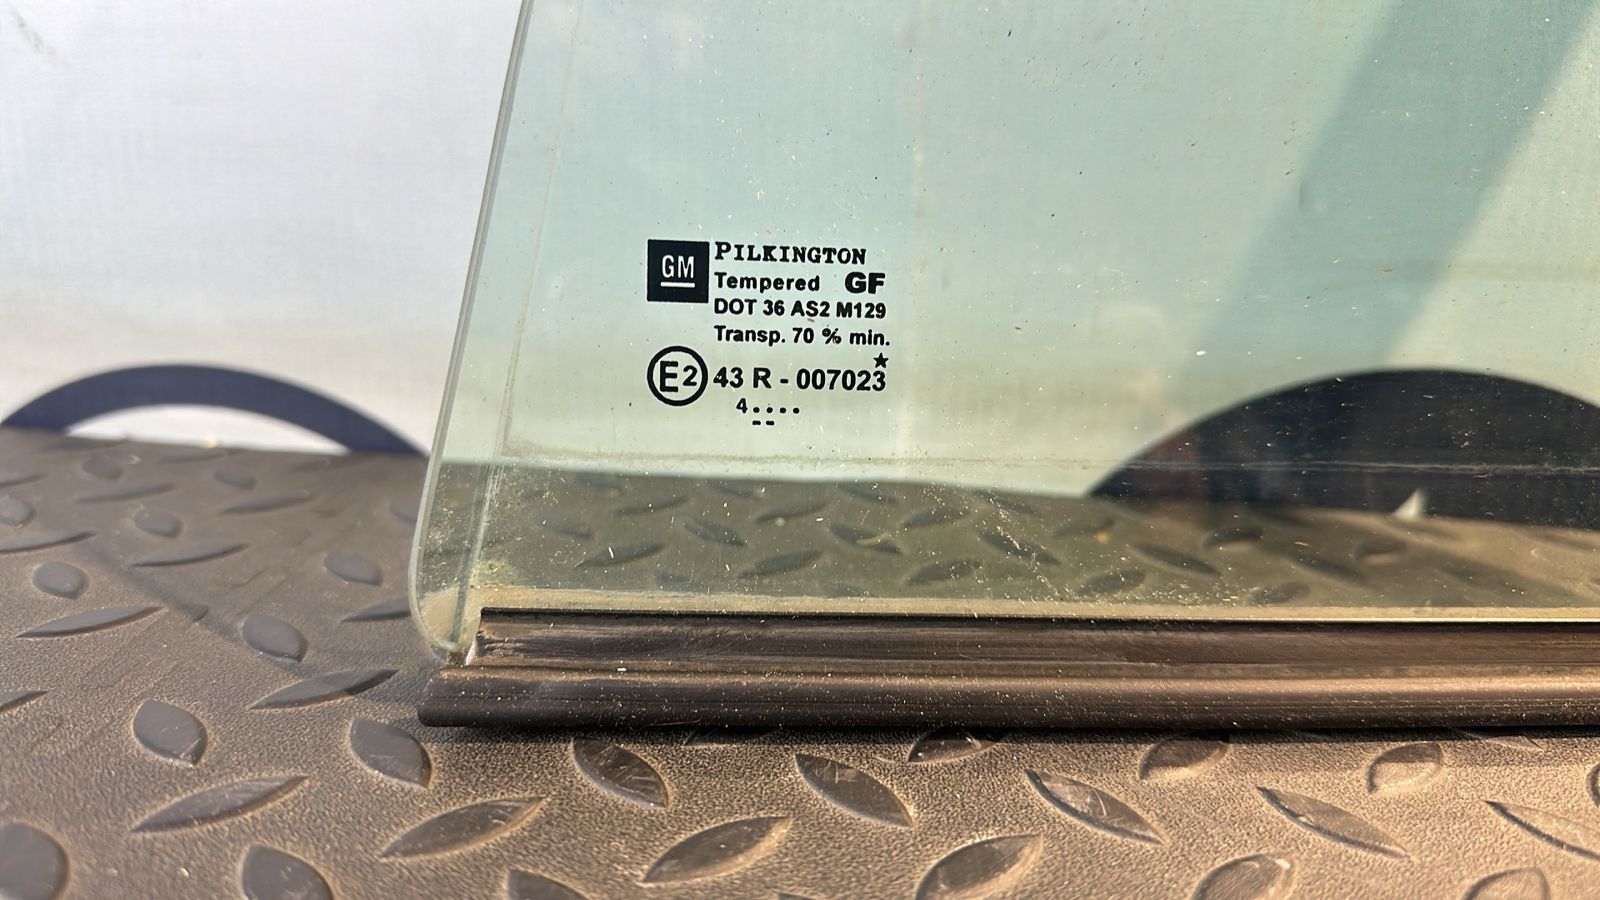 GM PILKINGTON
Tempered GF
DOT 36 AS2 M129
Transp. 70 % min.
★
E2 43 R - 007023
4 . . . .
- -